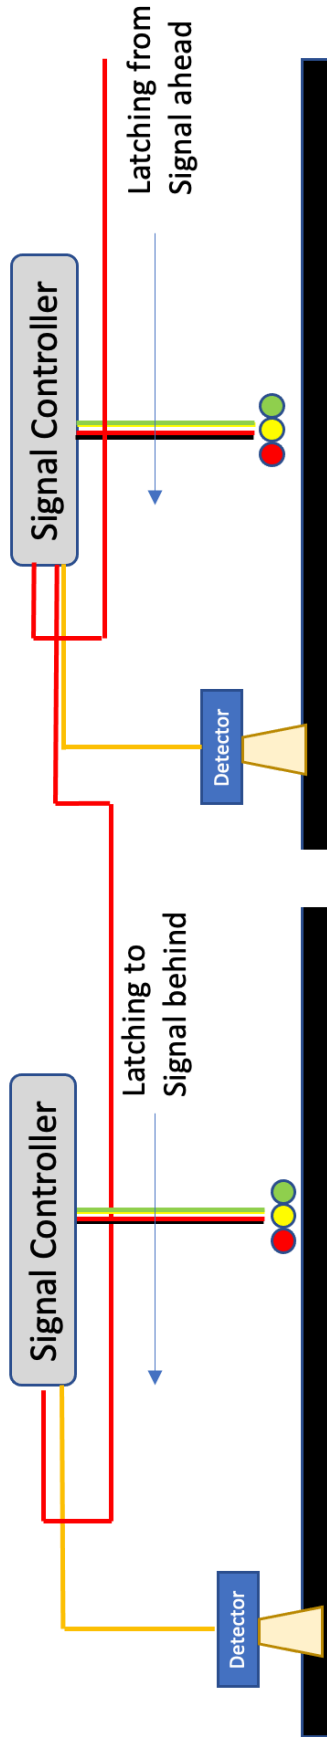 Signal Controller
Latching to
Signal behind
Detector
Signal Controller
Latching from
Signal ahead
Detector